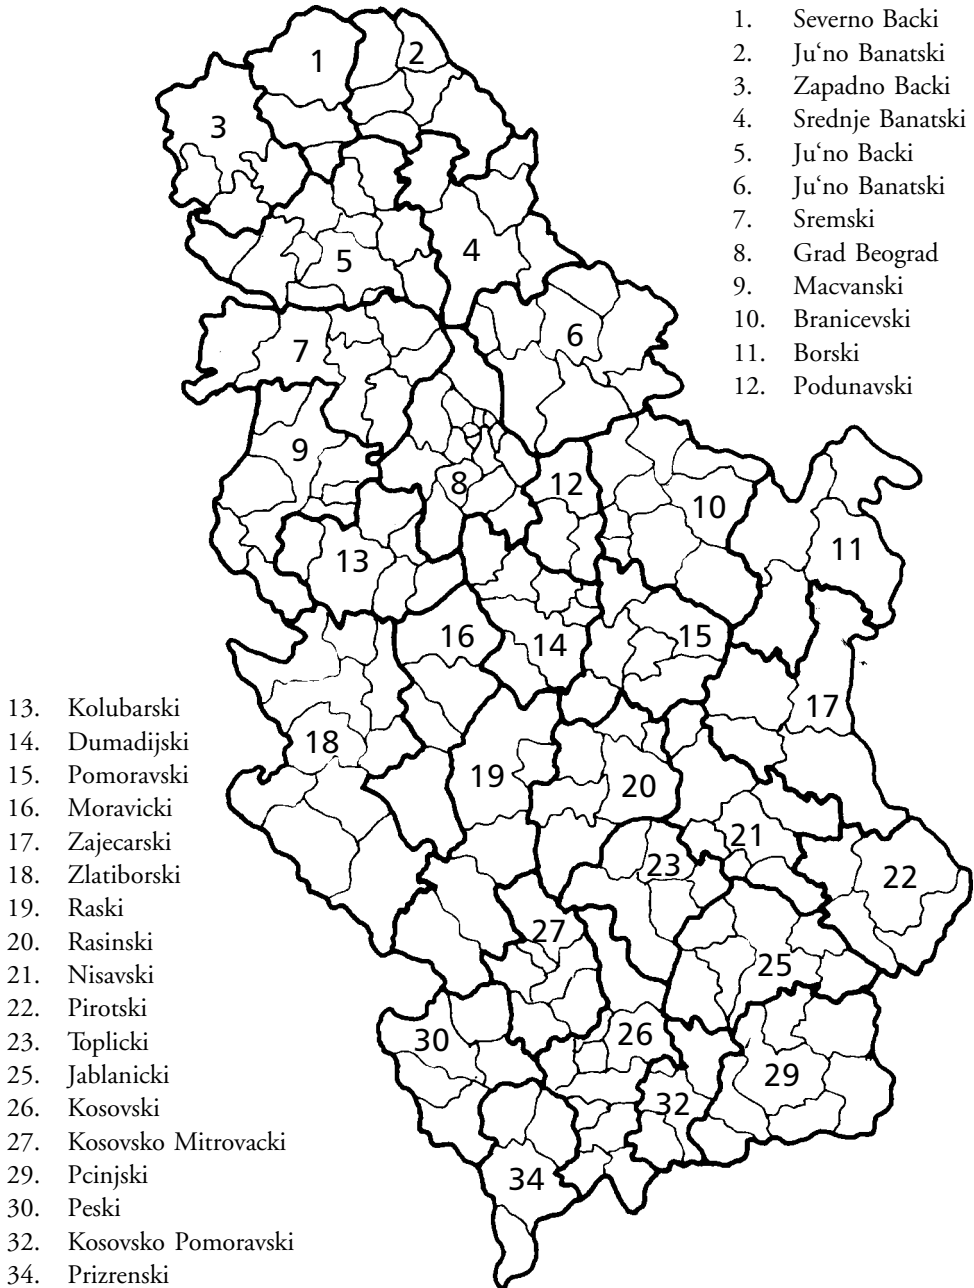 1. Severno Backi
2. Ju‘no Banatski
3. Zapadno Backi
4. Srednje Banatski
5. Ju‘no Backi
6. Ju‘no Banatski
7. Sremski
8. Grad Beograd
9. Macvanski
10. Branicevski
11. Borski
12. Podunavski
13. Kolubarski
14. Dumadijski
15. Pomoravski
16. Moravicki
17. Zajecarski
18. Zlatiborski
19. Raski
20. Rasinski
21. Nisavski
22. Pirotski
23. Toplicki
25. Jablanicki
26. Kosovski
27. Kosovsko Mitrovacki
29. Pcinjski
30. Peski
32. Kosovsko Pomoravski
34. Prizrenski
1
2
3
5
4
7
6
9
8
12
10
11
13
16
14
15
17
18
19
20
21
23
22
27
25
26
30
29
32
34